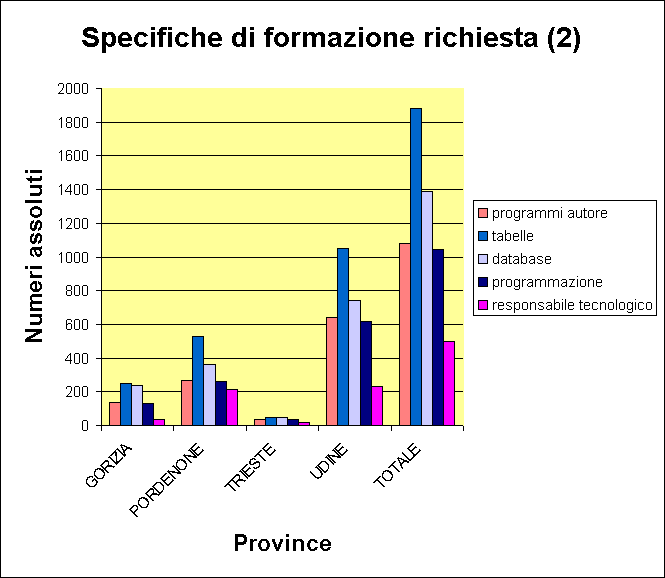 Specifiche di formazione richiesta (2)
Numeri assoluti
2000
1800
1600
1400
1200
1000
800
600
400
200
0
GORIZIA
PORDENONE
TRIESTE
UDINE
TOTALE
Province
programmi autore
tabelle
database
programmazione
responsabile tecnologico